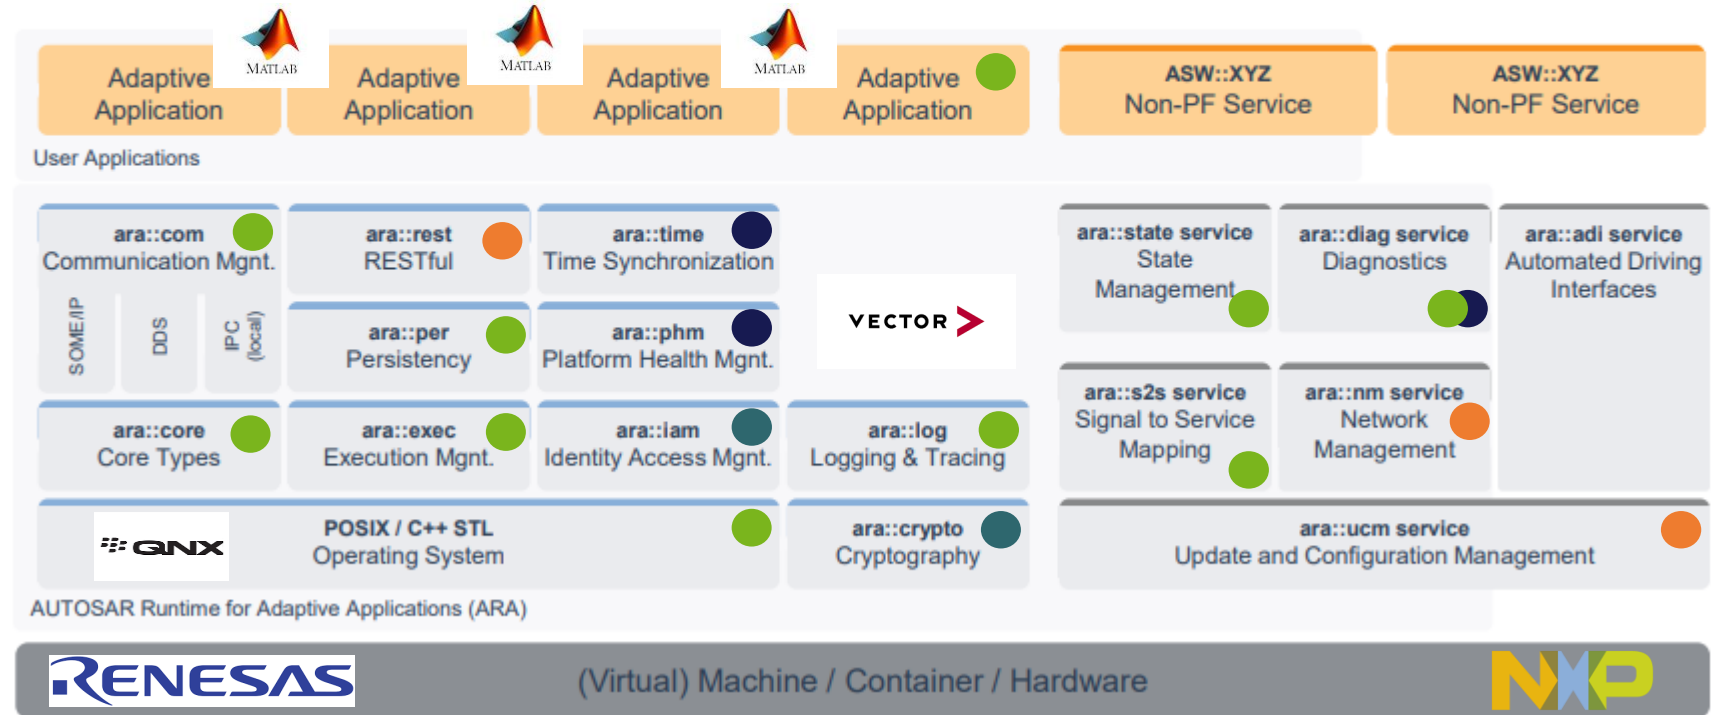 MATLAB
MATLAB
MATLAB
Adaptive
Application
Adaptive
Application
Adaptive
Application
Adaptive
Application
ASW::XYZ
Non-PF Service
ASW::XYZ
Non-PF Service
User Applications
ara::com
Communication Mgnt.
SOME/IP
DDS
IPC
(local)
ara::rest
RESTful
ara::time
Time Synchronization
ara::per
Persistency
ara::phm
Platform Health Mgnt.
VECTOR
ara::state service
State
Management
ara::diag service
Diagnostics
ara::adi service
Automated Driving
Interfaces
ara::core
Core Types
ara::exec
Execution Mgnt.
ara::iam
Identity Access Mgnt.
ara::log
Logging & Tracing
ara::s2s service
Signal to Service
Mapping
ara::nm service
Network
Management
QNX
POSIX / C++ STL
Operating System
ara::crypto
Cryptography
ara::ucm service
Update and Configuration Management
AUTOSAR Runtime for Adaptive Applications (ARA)
RENESAS
(Virtual) Machine / Container / Hardware
NXP